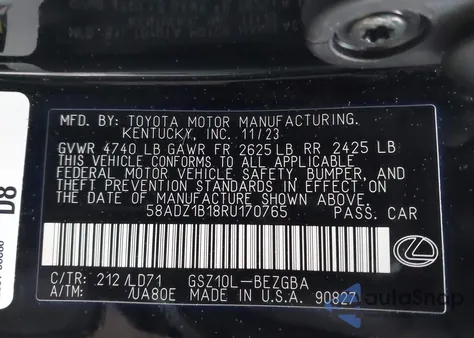 MFD. BY: TOYOTA MOTOR MANUFACTURING.
KENTUCKY, INC. 11/23
GVWR 4740 LB GAWR FR 2625 LB RR 2425 LB
THIS VEHICLE CONFORMS TO ALL APPLICABLE
FEDERAL MOTOR VEHICLE SAFETY, BUMPER, AND
THEFT PREVENTION STANDARDS IN EFFECT ON
THE DATE OF MANUFACTURE SHOWN ABOVE.
58ADZ1B18RU170765 PASS. CAR
C/TR: 212/LD71 GSZ10L-BEZGBA
A/TM: /UA80E MADE IN U.S.A. 90827
D8
AulaSnap